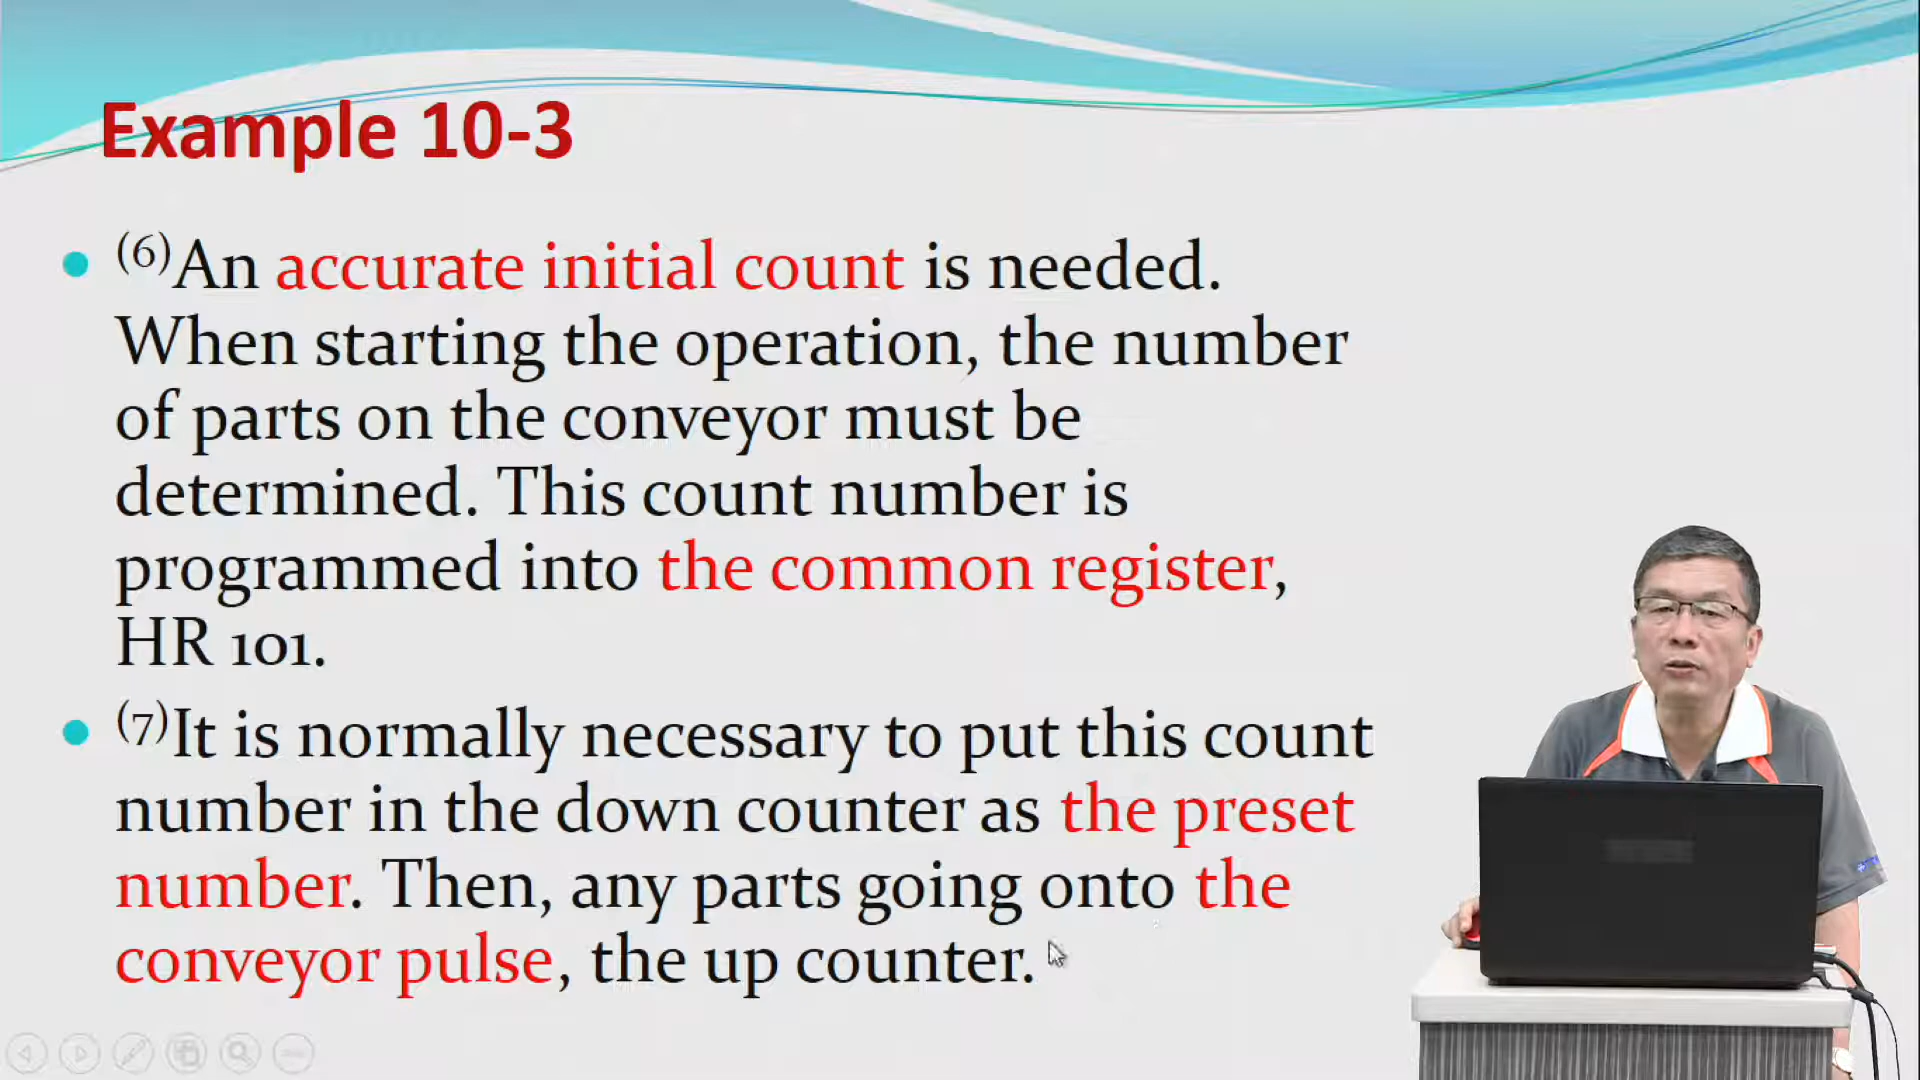 Example 10-3
(6)An accurate initial count is needed.
When starting the operation, the number
of parts on the conveyor must be
determined. This count number is
programmed into the common register,
HR 101.
(7)It is normally necessary to put this count
number in the down counter as the preset
number. Then, any parts going onto the
conveyor pulse, the up counter.